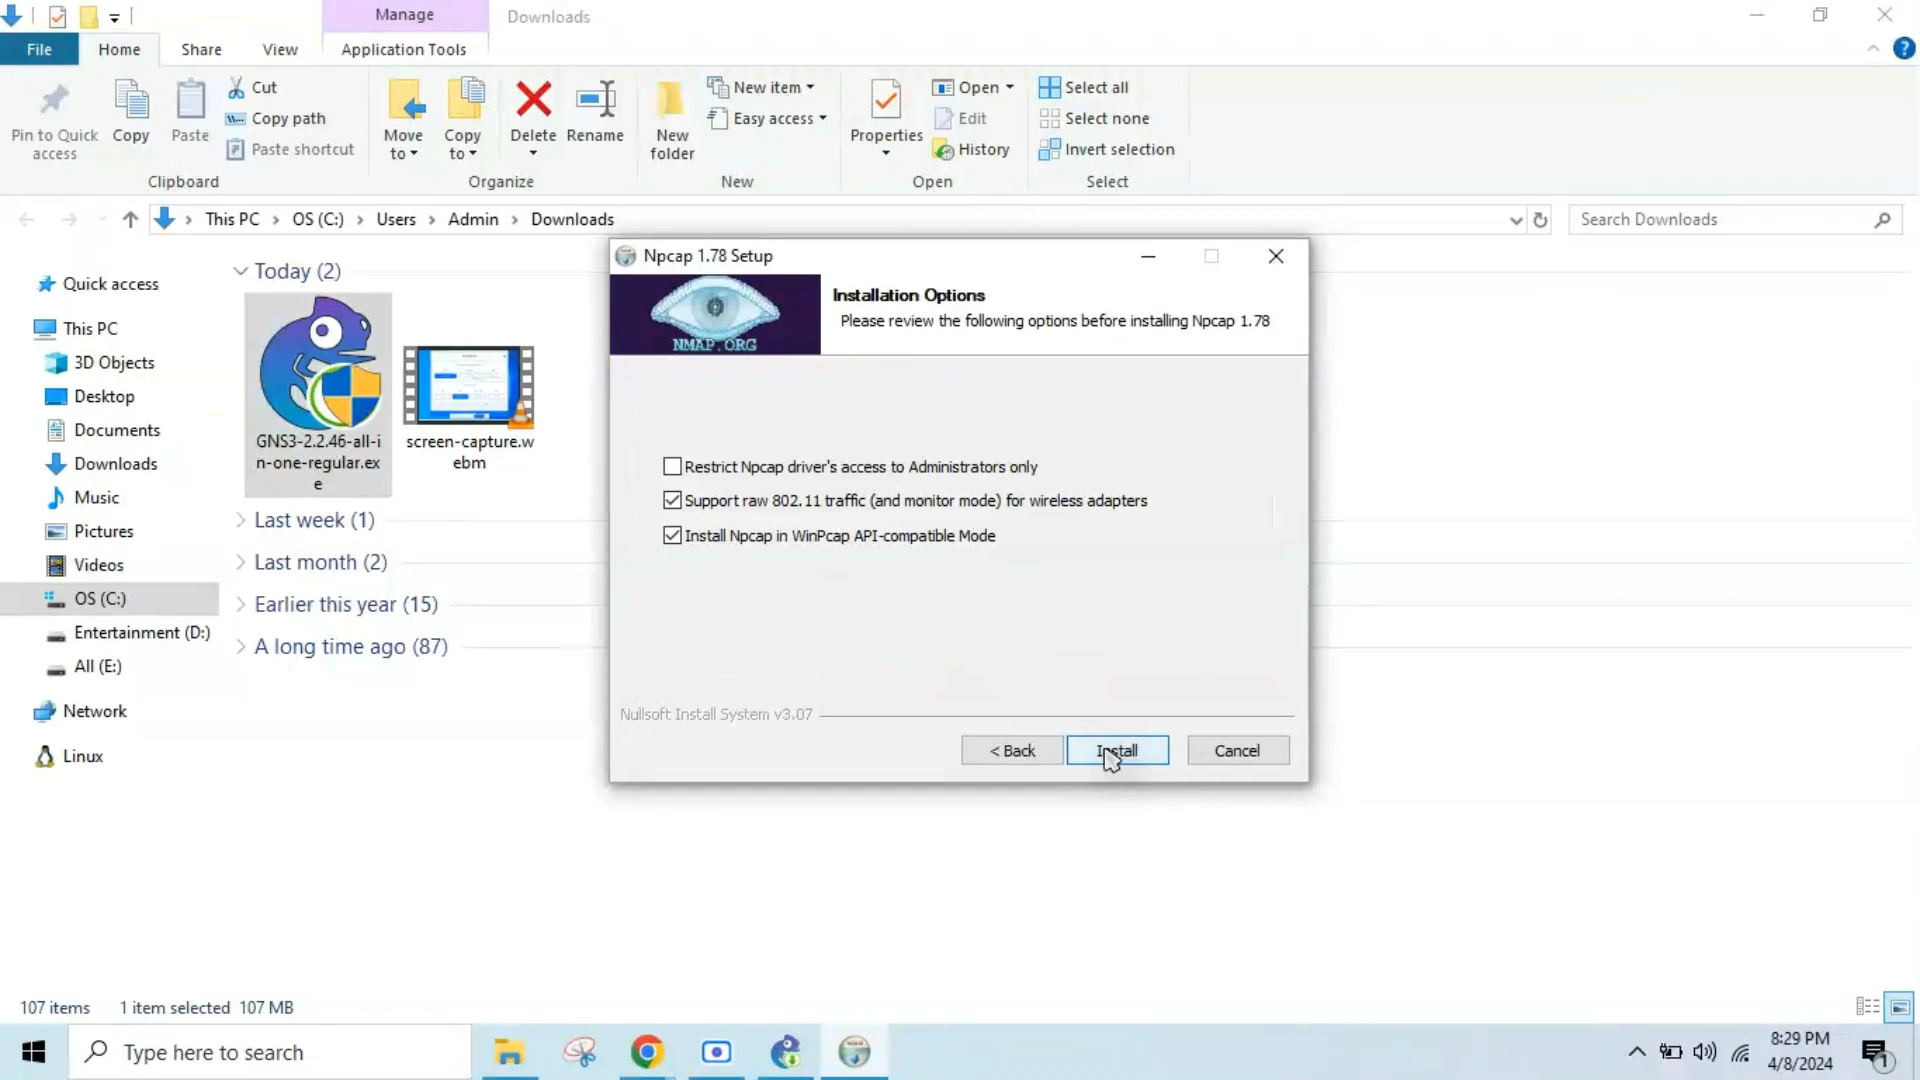 Manage
Downloads
File
Home
Share
View
Application Tools
Pin to Quick
access
Copy
Paste
Cut
Copy path
Paste shortcut
Clipboard
Move
to
Copy
to
Delete
Rename
Organize
New
folder
New item
Easy access
New
Properties
Open
Edit
History
Open
Select all
Select none
Invert selection
Select
This PC
OS (C:)
Users
Admin
Downloads
Search Downloads
Quick access
This PC
3D Objects
Desktop
Documents
Downloads
Music
Pictures
Videos
OS (C:)
Entertainment (D:)
All (E:)
Network
Linux
Today (2)
GNS3-2.2.46-all-i
n-one-regular.ex
e
screen-capture.w
ebm
Last week (1)
Last month (2)
Earlier this year (15)
A long time ago (87)
Npcap 1.78 Setup
NMAP.ORG
Installation Options
Please review the following options before installing Npcap 1.78
Restrict Npcap driver's access to Administrators only
Support raw 802.11 traffic (and monitor mode) for wireless adapters
Install Npcap in WinPcap API-compatible Mode
Nullsoft Install System v3.07
< Back
Install
Cancel
107 items
1 item selected 107 MB
Type here to search
8:29 PM
4/8/2024
1